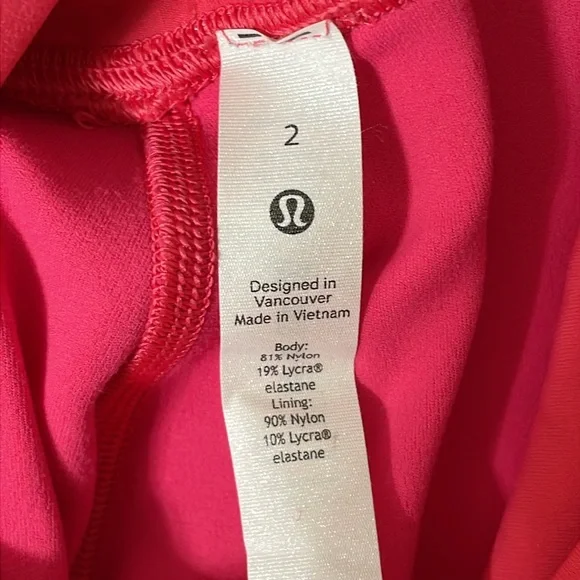 2
Designed in
Vancouver
Made in Vietnam
Body:
81% Nylon
19% Lycra®
elastane
Lining:
90% Nylon
10% Lycra®
elastane